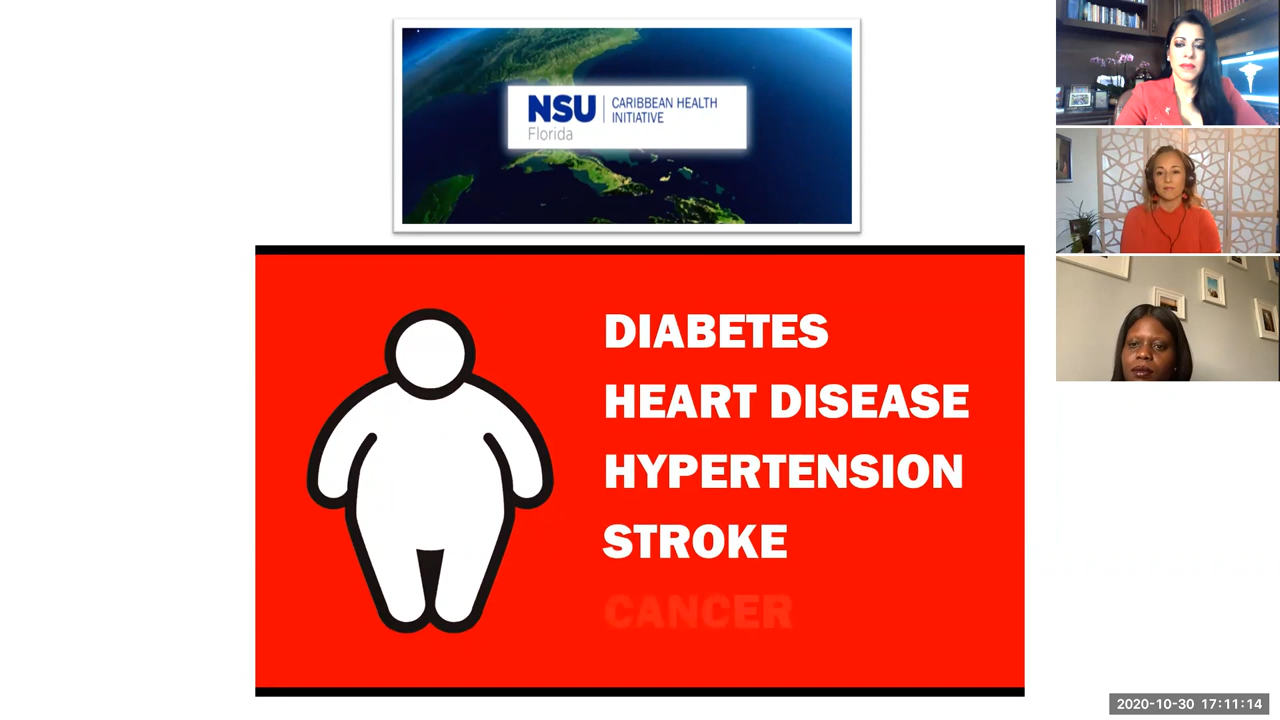 NSU
Florida
CARIBBEAN HEALTH
INITIATIVE
DIABETES
HEART DISEASE
HYPERTENSION
STROKE
CANCER
2020-10-30 17:11:14